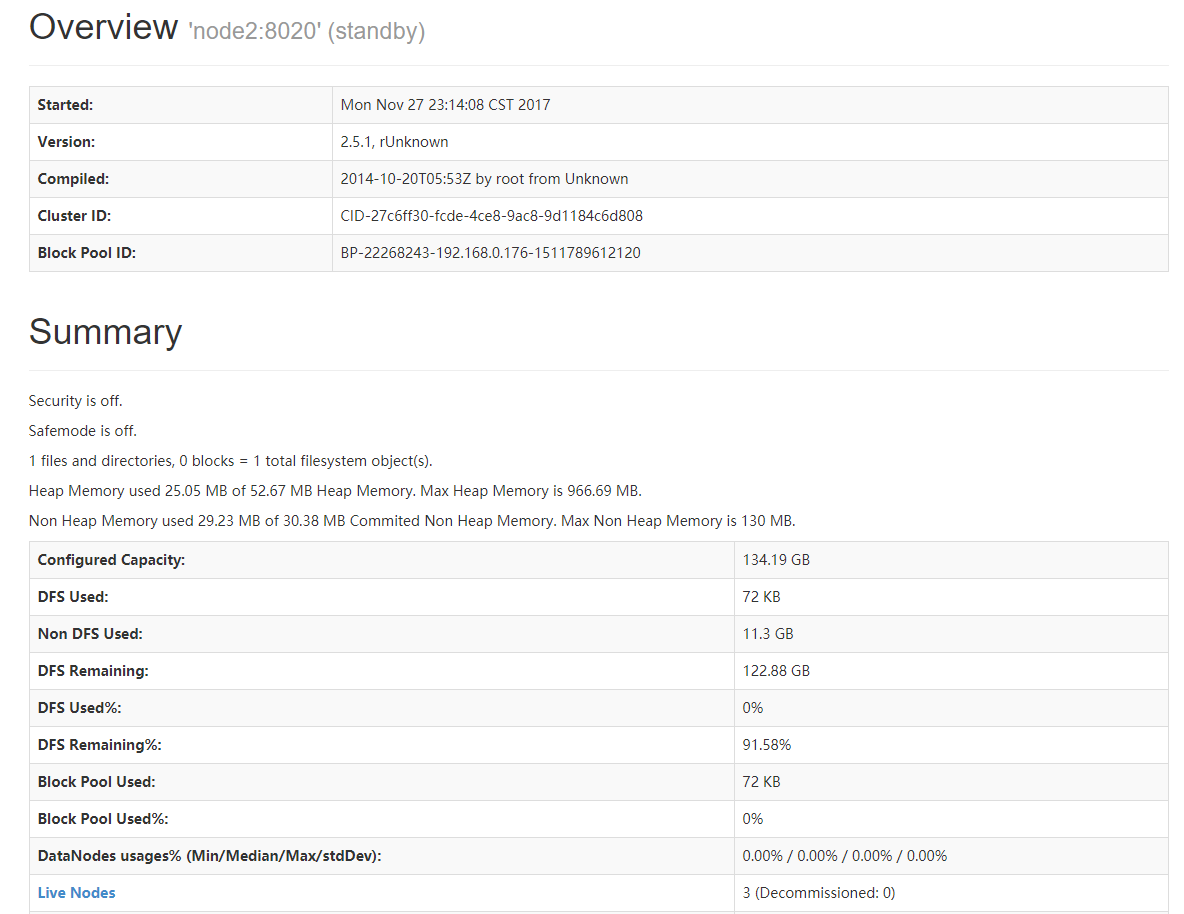 Overview 'node2:8020' (standby)
Started: Mon Nov 27 23:14:08 CST 2017
Version: 2.5.1, rUnknown
Compiled: 2014-10-20T05:53Z by root from Unknown
Cluster ID: CID-27c6ff30-fcde-4ce8-9ac8-9d1184c6d808
Block Pool ID: BP-22268243-192.168.0.176-1511789612120
Summary
Security is off.
Safemode is off.
1 files and directories, 0 blocks = 1 total filesystem object(s).
Heap Memory used 25.05 MB of 52.67 MB Heap Memory. Max Heap Memory is 966.69 MB.
Non Heap Memory used 29.23 MB of 30.38 MB Commited Non Heap Memory. Max Non Heap Memory is 130 MB.
Configured Capacity: 134.19 GB
DFS Used: 72 KB
Non DFS Used: 11.3 GB
DFS Remaining: 122.88 GB
DFS Used%: 0%
DFS Remaining%: 91.58%
Block Pool Used: 72 KB
Block Pool Used%: 0%
DataNodes usages% (Min/Median/Max/stdDev): 0.00% / 0.00% / 0.00% / 0.00%
Live Nodes 3 (Decommissioned: 0)